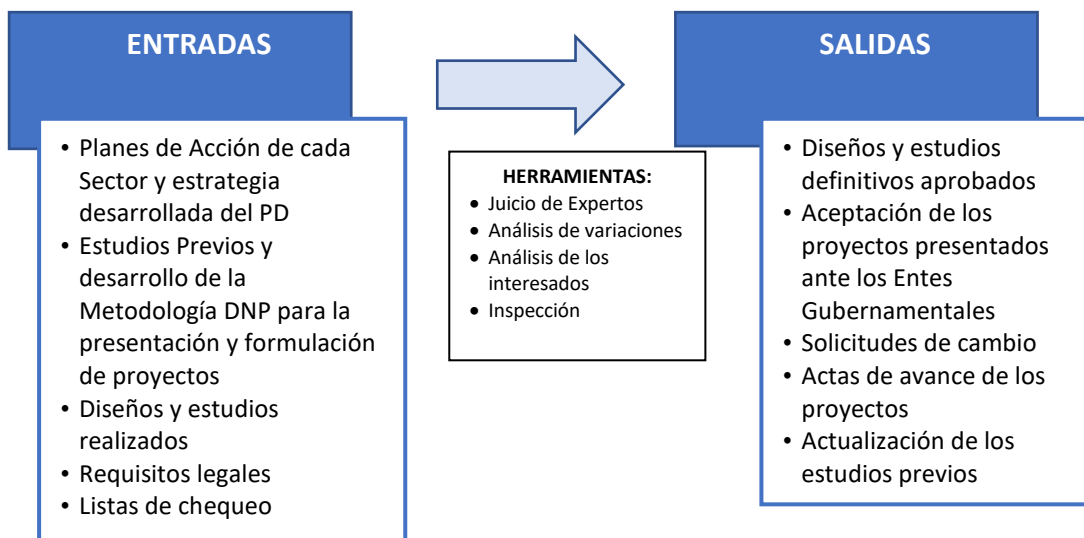 ENTRADAS
• Planes de Acción de cada
Sector y estrategia
desarrollada del PD
• Estudios Previos y
desarrollo de la
Metodología DNP para la
presentación y formulación
de proyectos
• Diseños y estudios
realizados
• Requisitos legales
• Listas de chequeo
HERRAMIENTAS:
• Juicio de Expertos
• Análisis de variaciones
• Análisis de los
interesados
• Inspección
SALIDAS
• Diseños y estudios
definitivos aprobados
• Aceptación de los
proyectos presentados
ante los Entes
Gubernamentales
• Solicitudes de cambio
• Actas de avance de los
proyectos
• Actualización de los
estudios previos